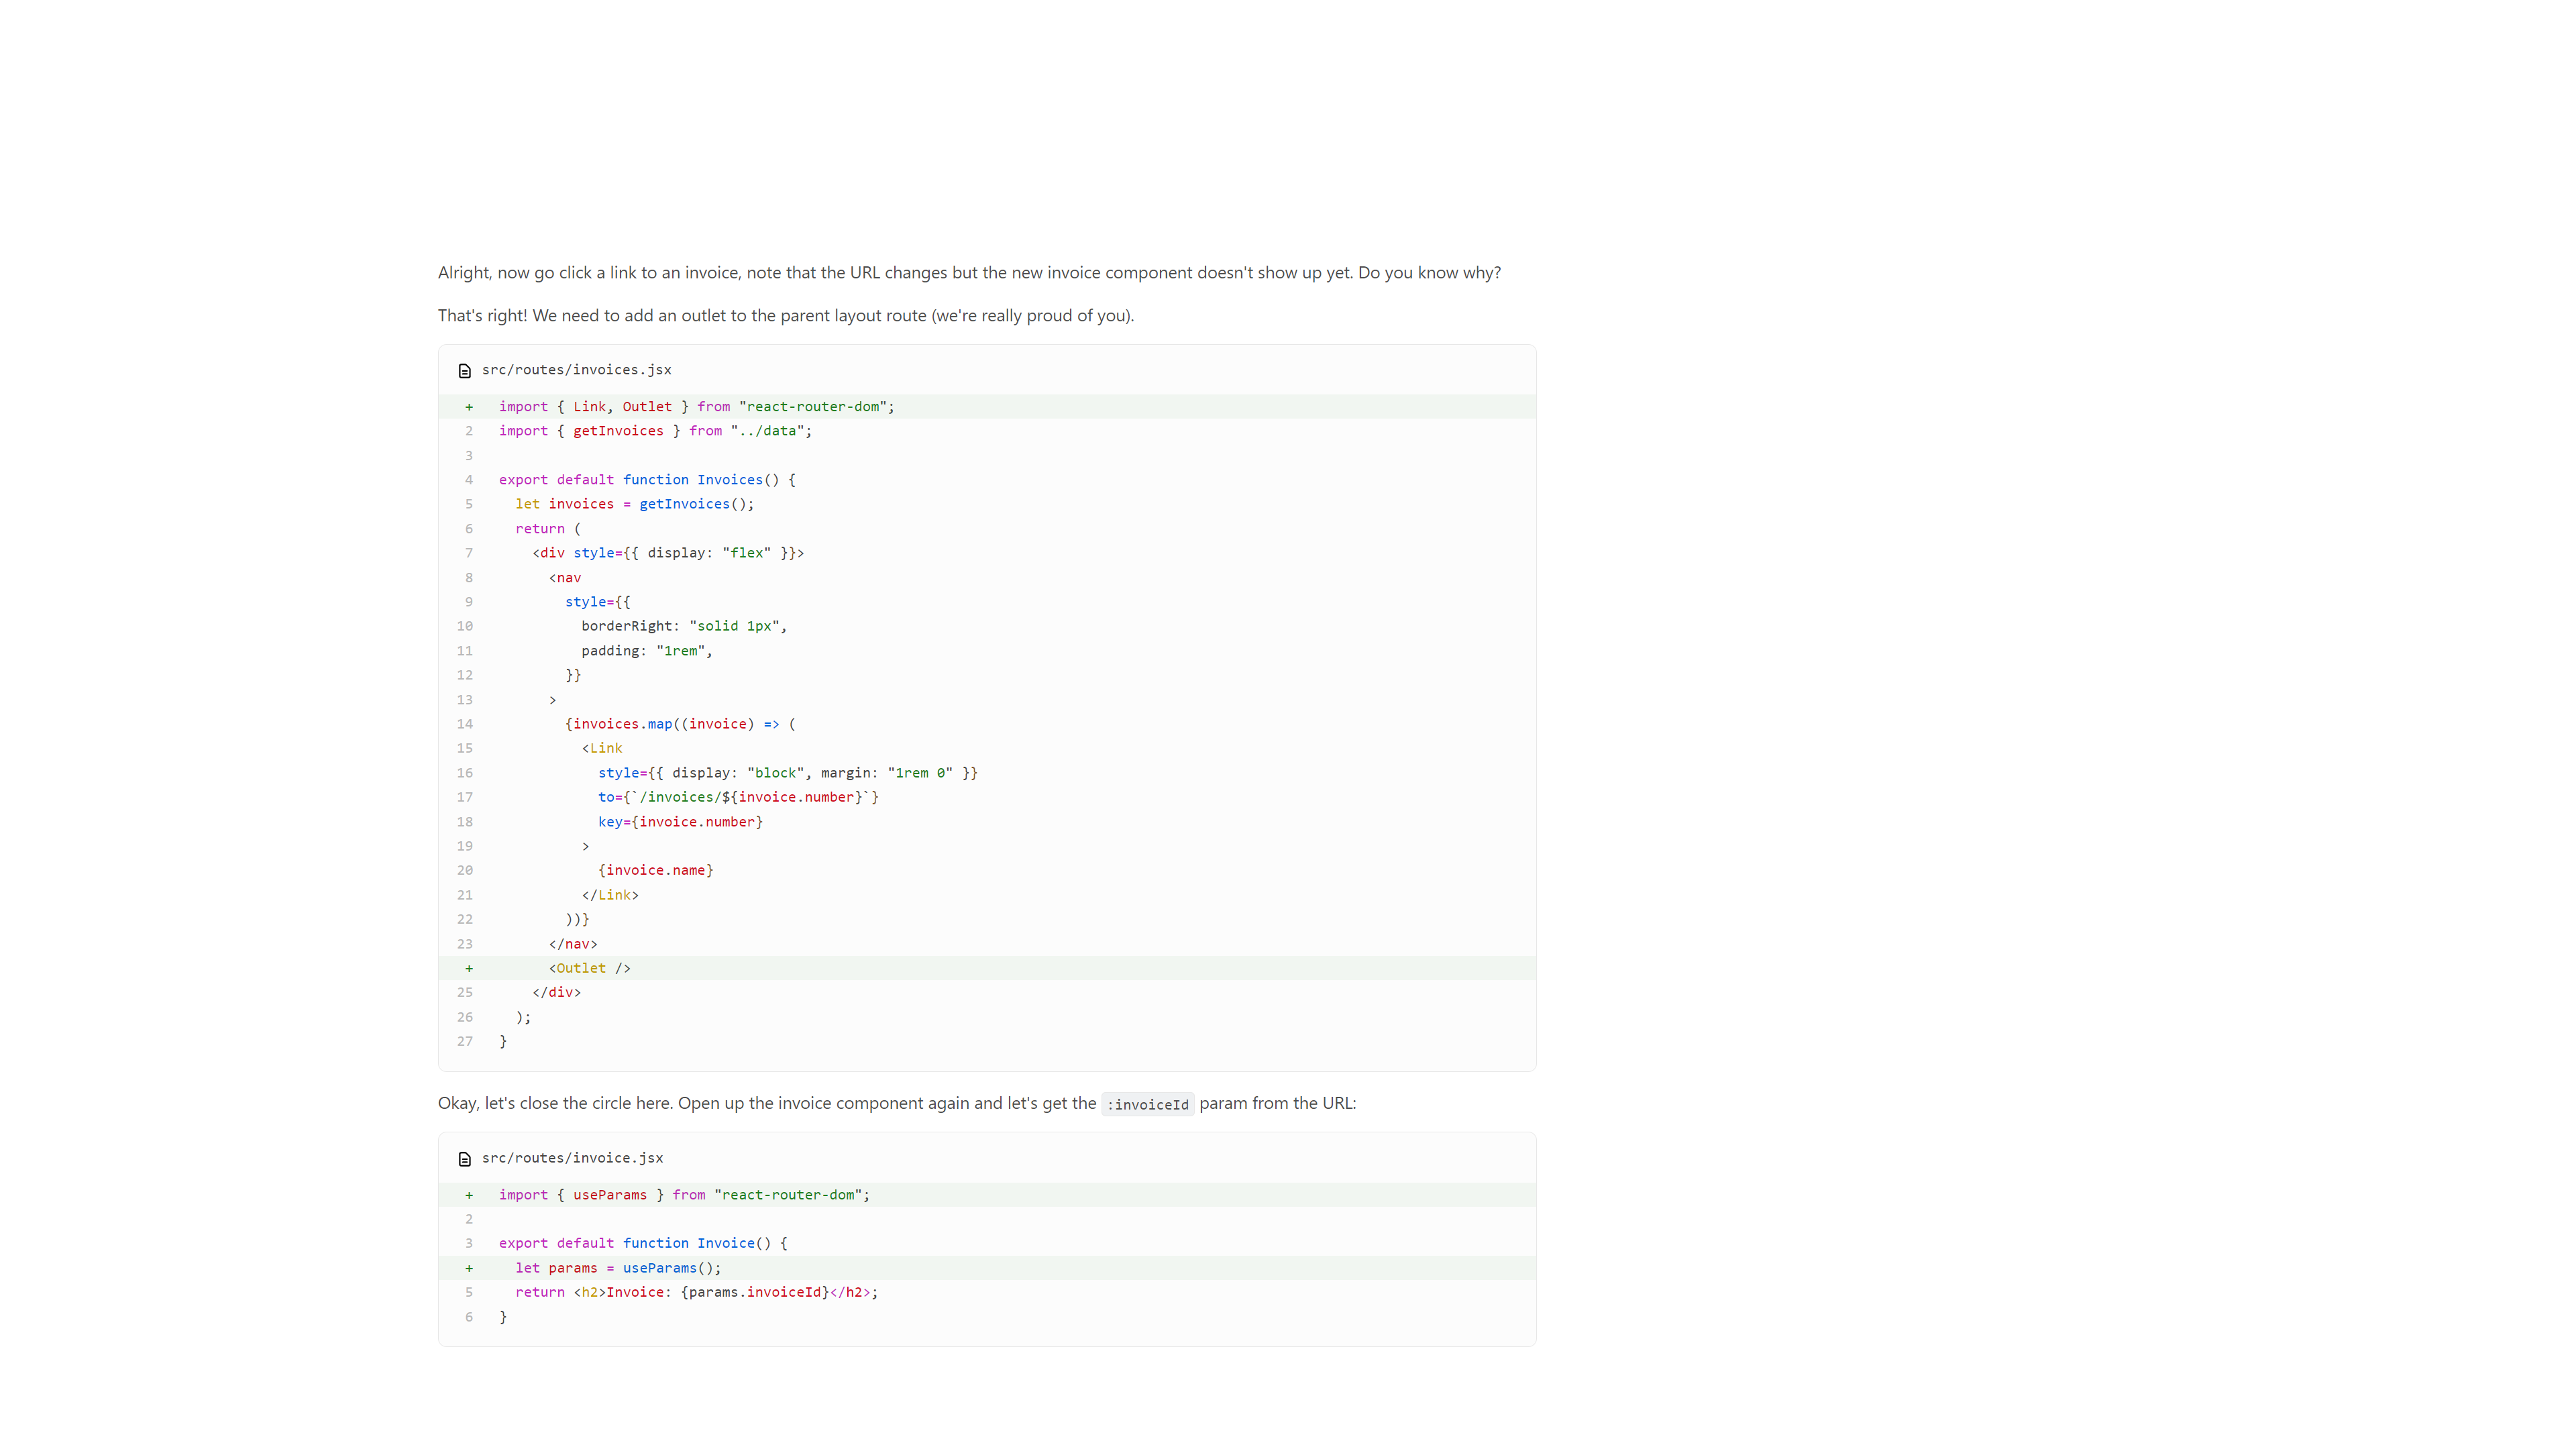 Alright, now go click a link to an invoice, note that the URL changes but the new invoice component doesn't show up yet. Do you know why?
That's right! We need to add an outlet to the parent layout route (we're really proud of you).
src/routes/invoices.jsx
+ import { Link, Outlet } from "react-router-dom";
2 import { getInvoices } from "../data";
3
4 export default function Invoices() {
5   let invoices = getInvoices();
6   return (
7     <div style={{ display: "flex" }}>
8       <nav
9         style={{
10           borderRight: "solid 1px",
11           padding: "1rem",
12         }}
13       >
14         {invoices.map((invoice) => (
15           <Link
16             style={{ display: "block", margin: "1rem 0" }}
17             to={`/invoices/${invoice.number}`}
18             key={invoice.number}
19           >
20             {invoice.name}
21           </Link>
22         ))}
23       </nav>
+       <Outlet />
25     </div>
26   );
27 }
Okay, let's close the circle here. Open up the invoice component again and let's get the :invoiceId param from the URL:
src/routes/invoice.jsx
+ import { useParams } from "react-router-dom";
2
3 export default function Invoice() {
+   let params = useParams();
5   return <h2>Invoice: {params.invoiceId}</h2>;
6 }